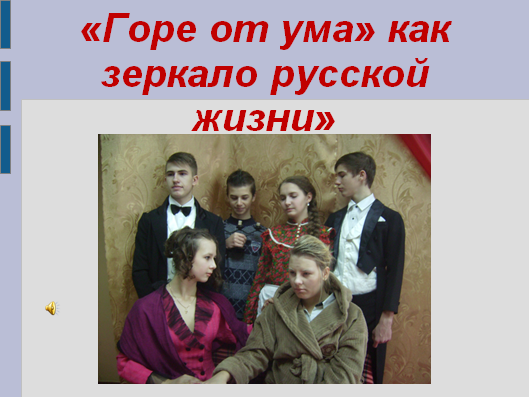 «Горе от ума» как
зеркало русской
жизни»